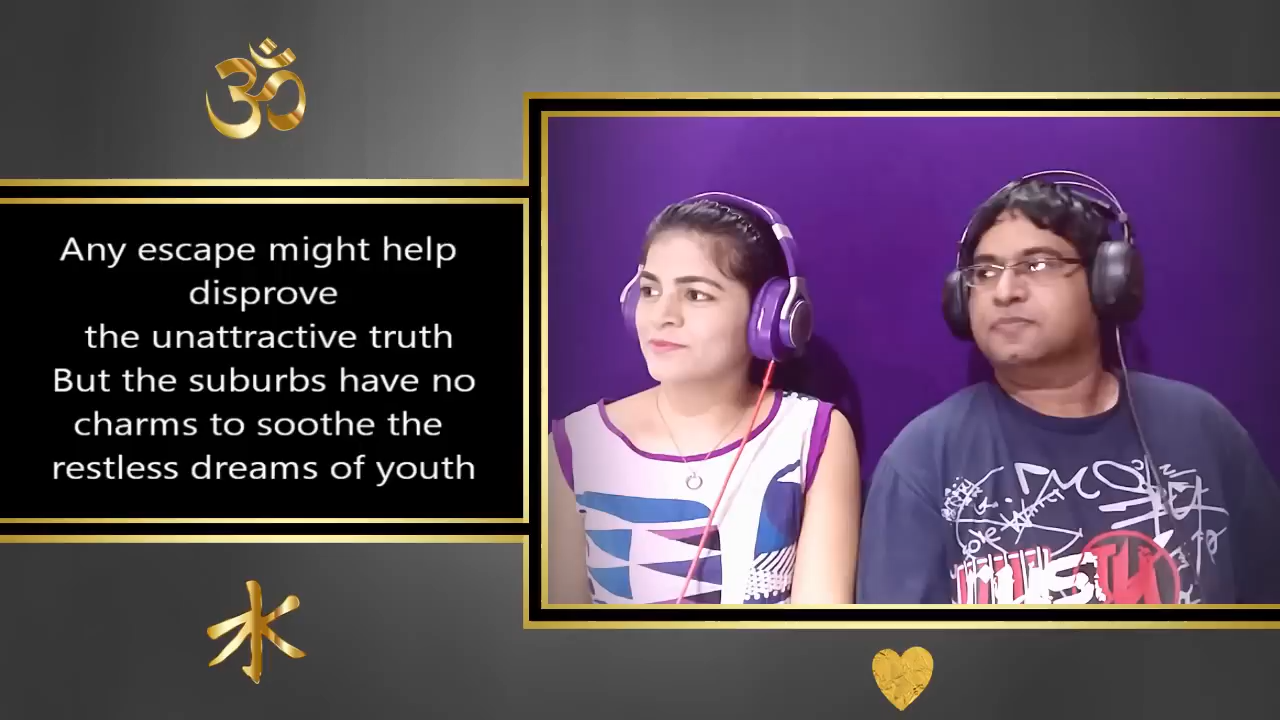 ॐ
Any escape might help
disprove
the unattractive truth
But the suburbs have no
charms to soothe the
restless dreams of youth